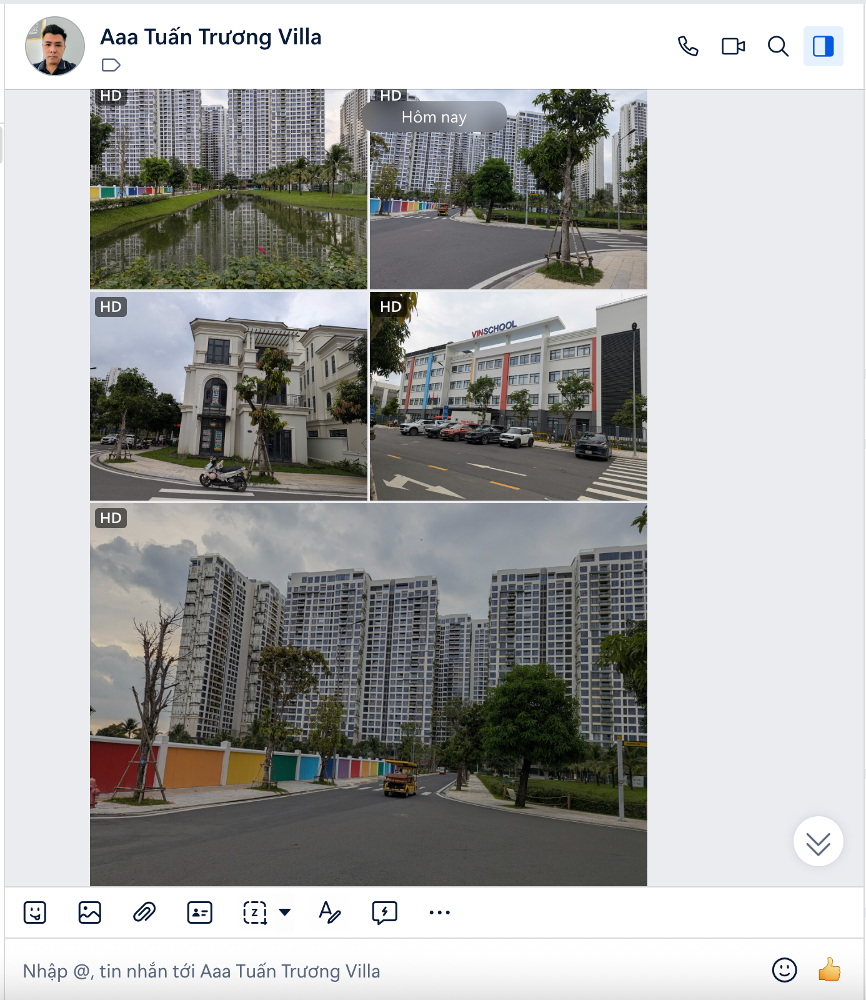 Aaa Tuấn Trương Villa
HD
HD
Hôm nay
HD
HD
VINSCHOOL
HD
Z
A
Nhập @, tin nhắn tới Aaa Tuấn Trương Villa